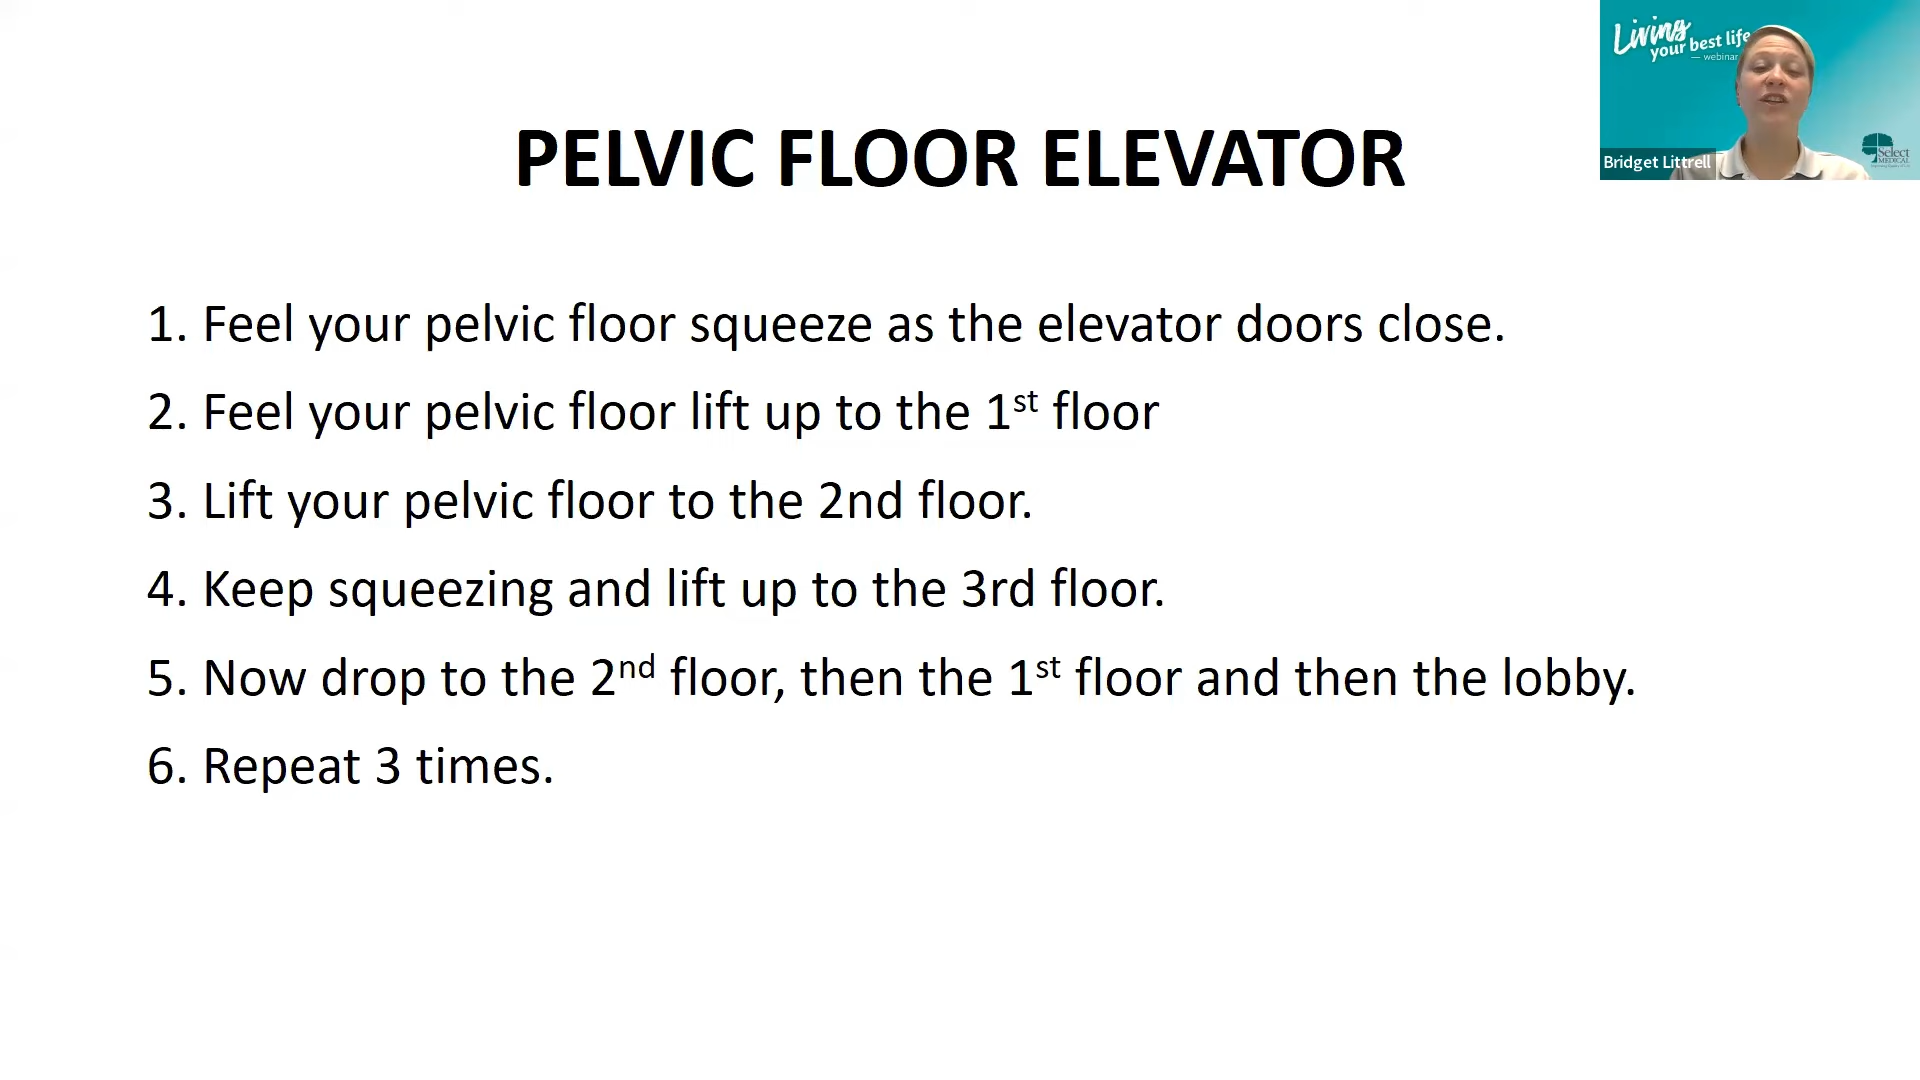 Living
your best life
— webinar
PELVIC FLOOR ELEVATOR
Bridget Littrell
Select
MEDICAL
1. Feel your pelvic floor squeeze as the elevator doors close.
2. Feel your pelvic floor lift up to the 1st floor
3. Lift your pelvic floor to the 2nd floor.
4. Keep squeezing and lift up to the 3rd floor.
5. Now drop to the 2nd floor, then the 1st floor and then the lobby.
6. Repeat 3 times.